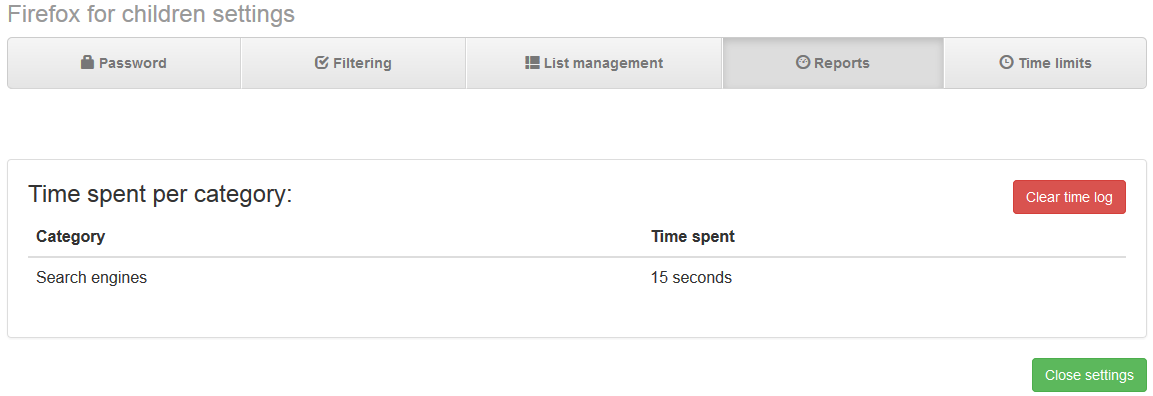 Firefox for children settings
Password Filtering List management Reports Time limits
Time spent per category: Clear time log
Category Time spent
Search engines 15 seconds
Close settings